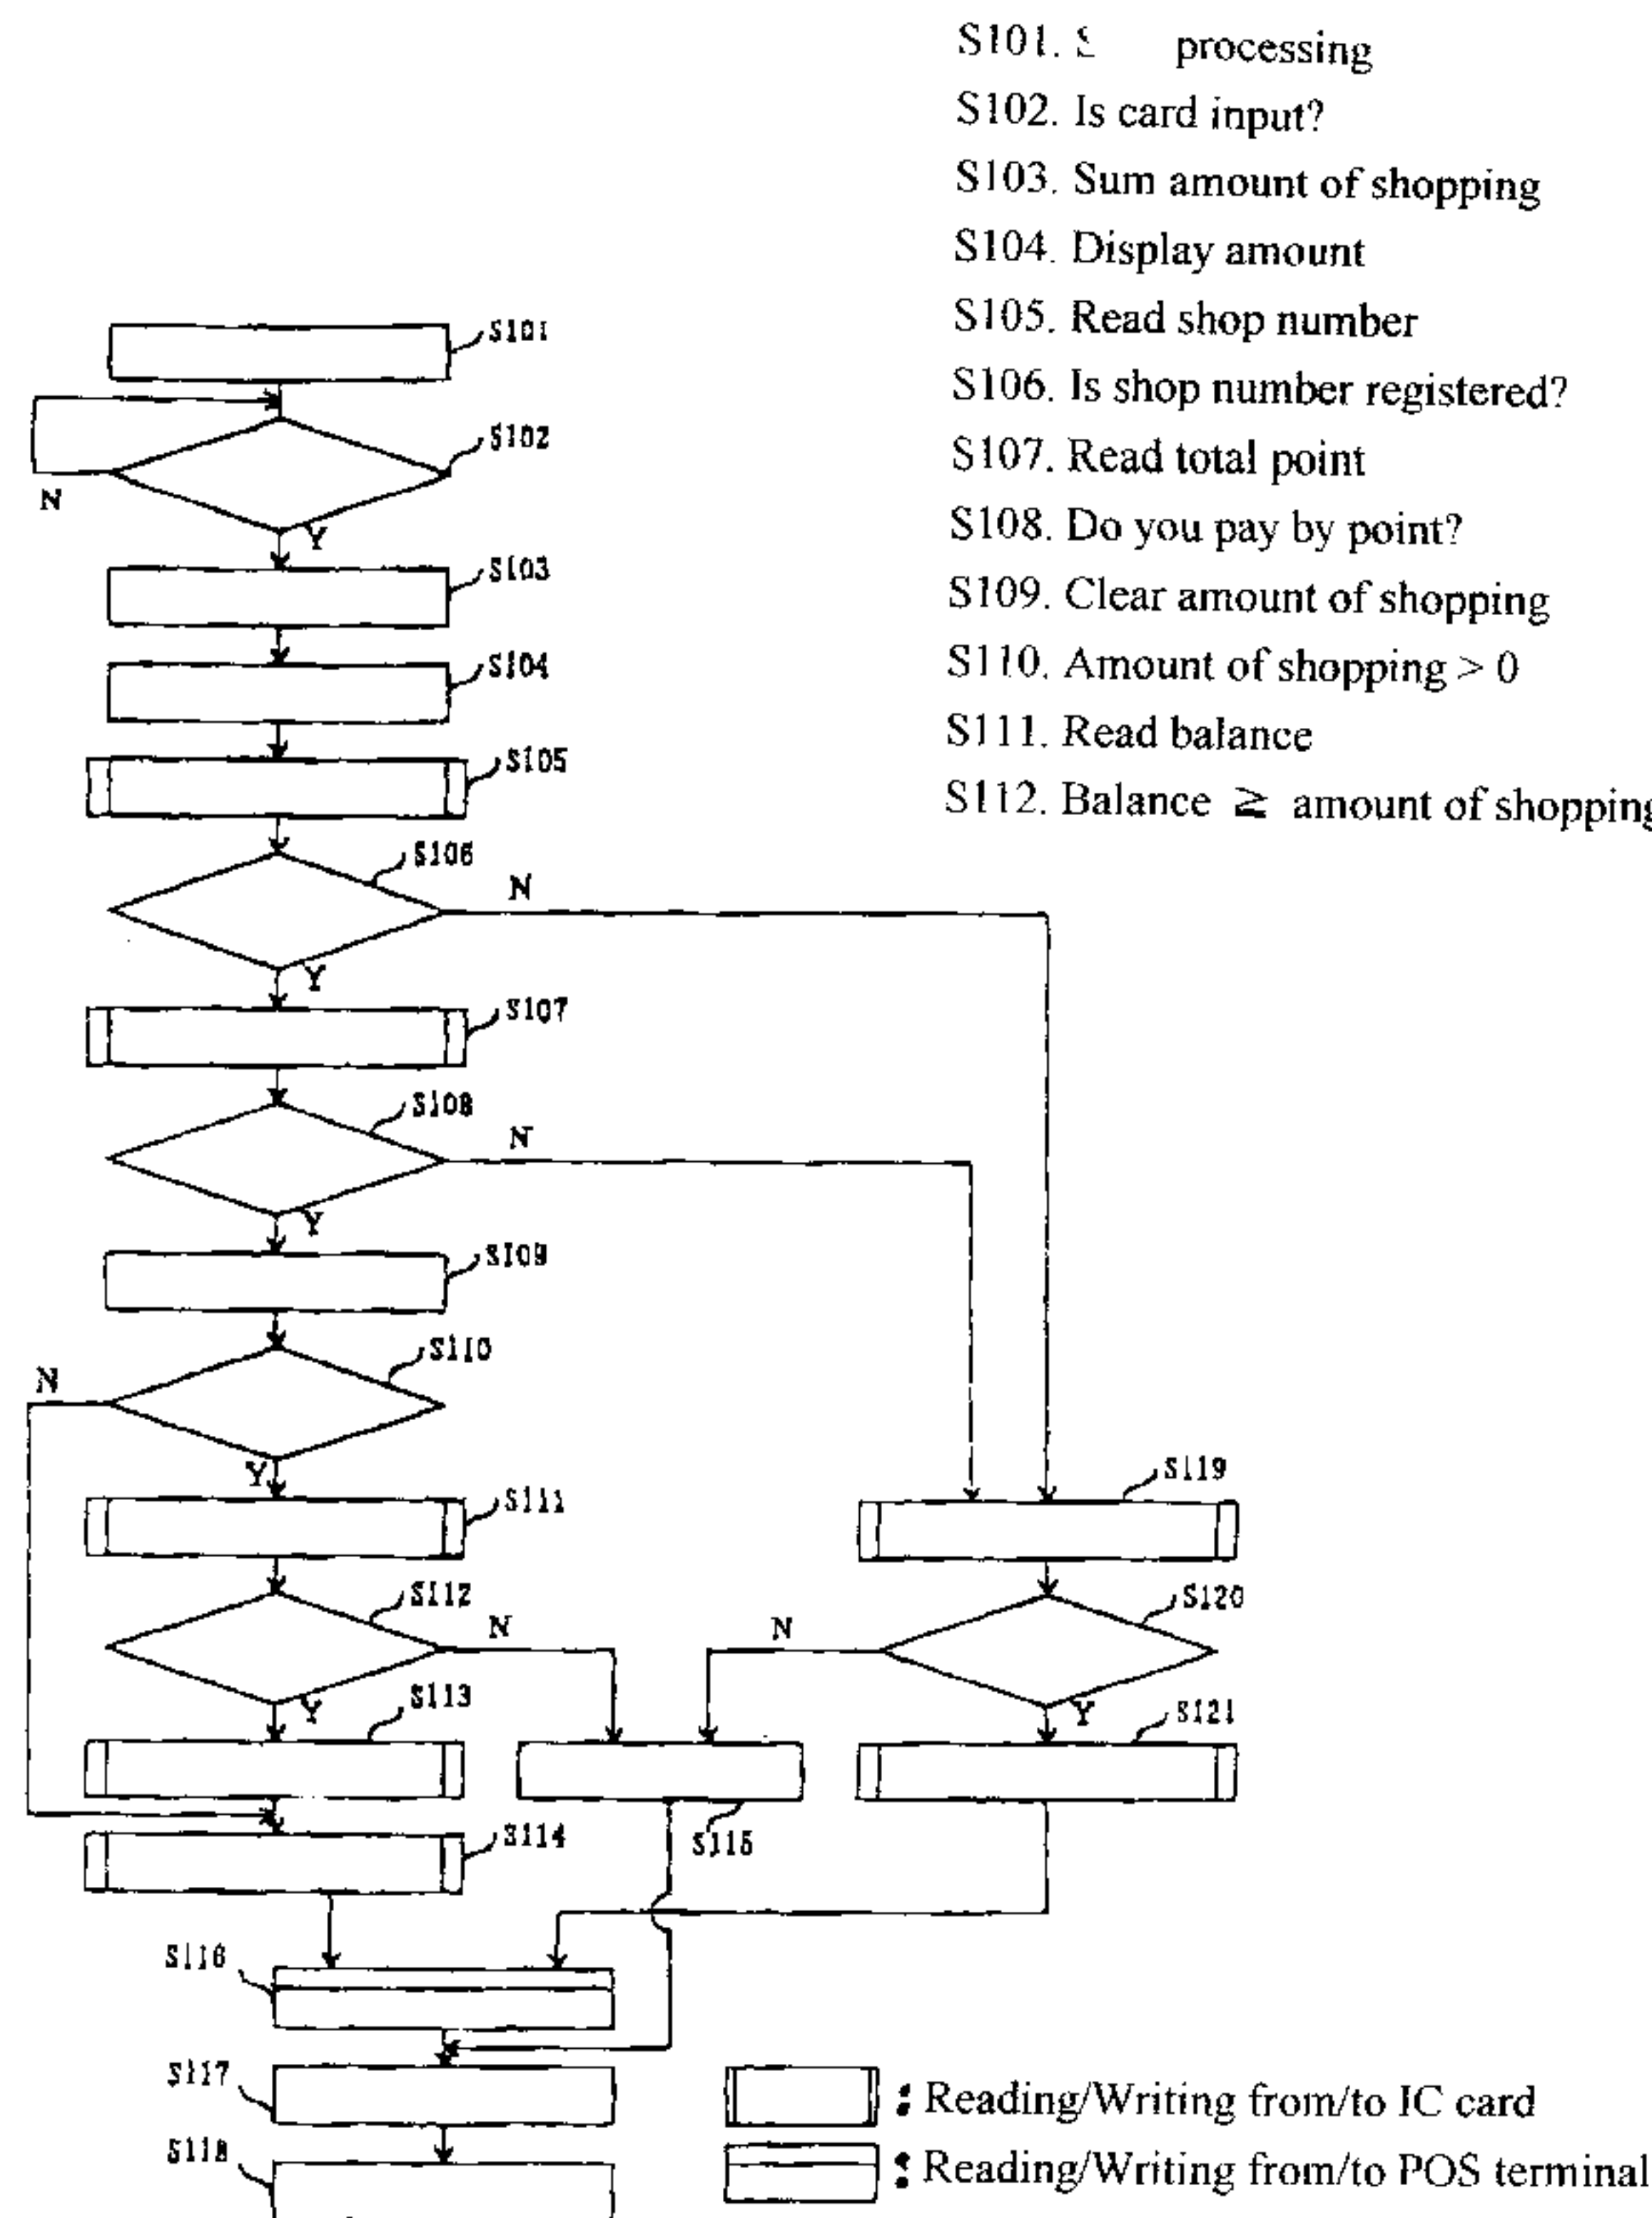 S101. processing
S102. Is card input?
S103. Sum amount of shopping
S104. Display amount
S105. Read shop number
S106. Is shop number registered?
S107. Read total point
S108. Do you pay by point?
S109. Clear amount of shopping
S110. Amount of shopping > 0
S111. Read balance
S112. Balance ≧ amount of shopping
S101
S102
N
Y
S103
S104
S105
S106
N
Y
S107
S108
N
Y
S109
S110
N
Y
S111
S119
S112
N
N
S120
Y
S113
Y
S121
S114
S115
S116
S117
S118
: Reading/Writing from/to IC card
: Reading/Writing from/to POS terminal